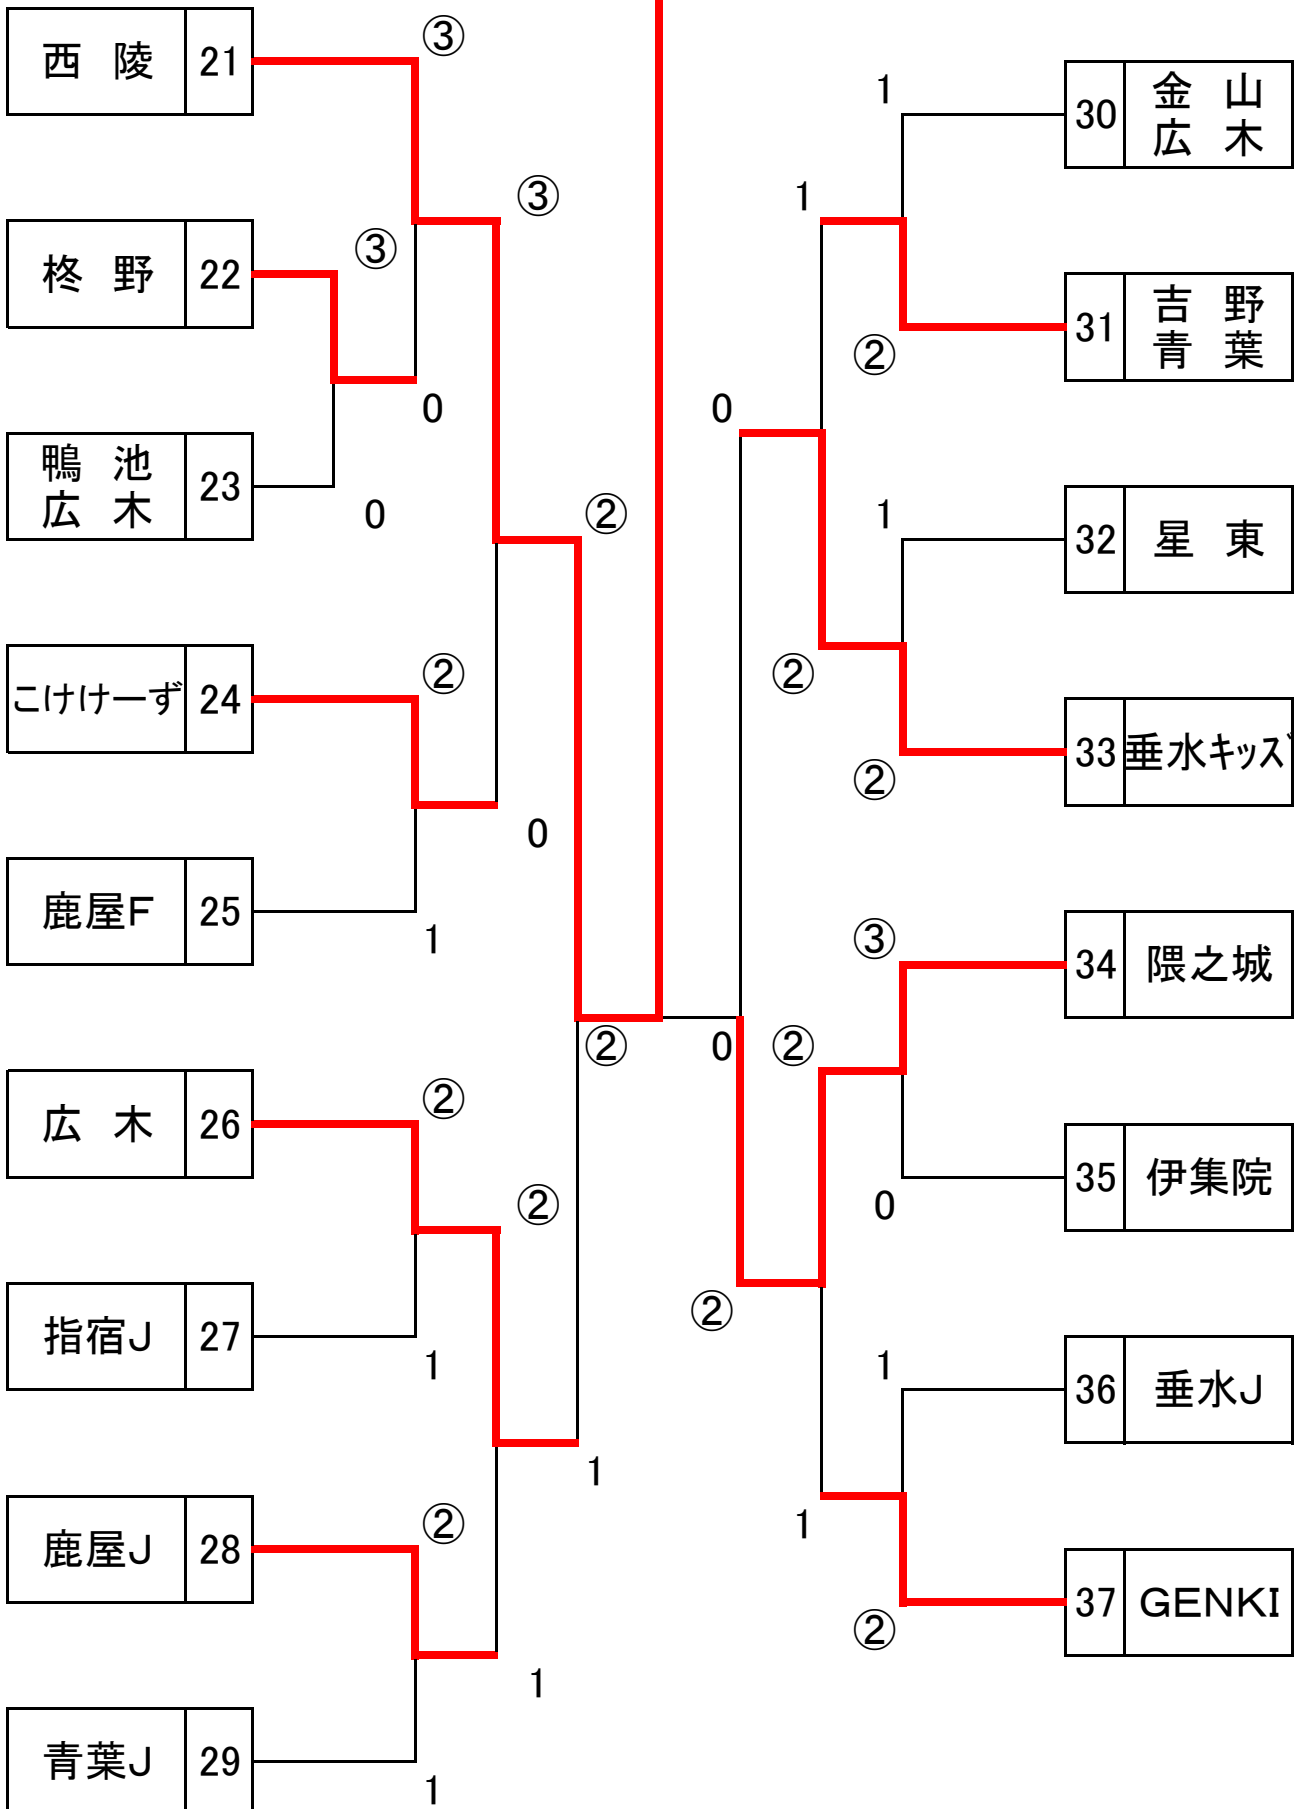 西 陵 21
③
③
柊 野 22
③
0
鴨 池
広 木
23
0
②
こけけーず 24
②
0
鹿屋F 25
1
②
広 木 26
②
②
指宿J 27
1
1
鹿屋J 28
②
1
青葉J 29
1
1
30
金 山
広 木
1
31
吉 野
青 葉
②
0
1
32 星 東
②
33 垂水キッズ
②
③
34 隈之城
0
②
35 伊集院
0
②
1
36 垂水J
1
37 GENKI
②